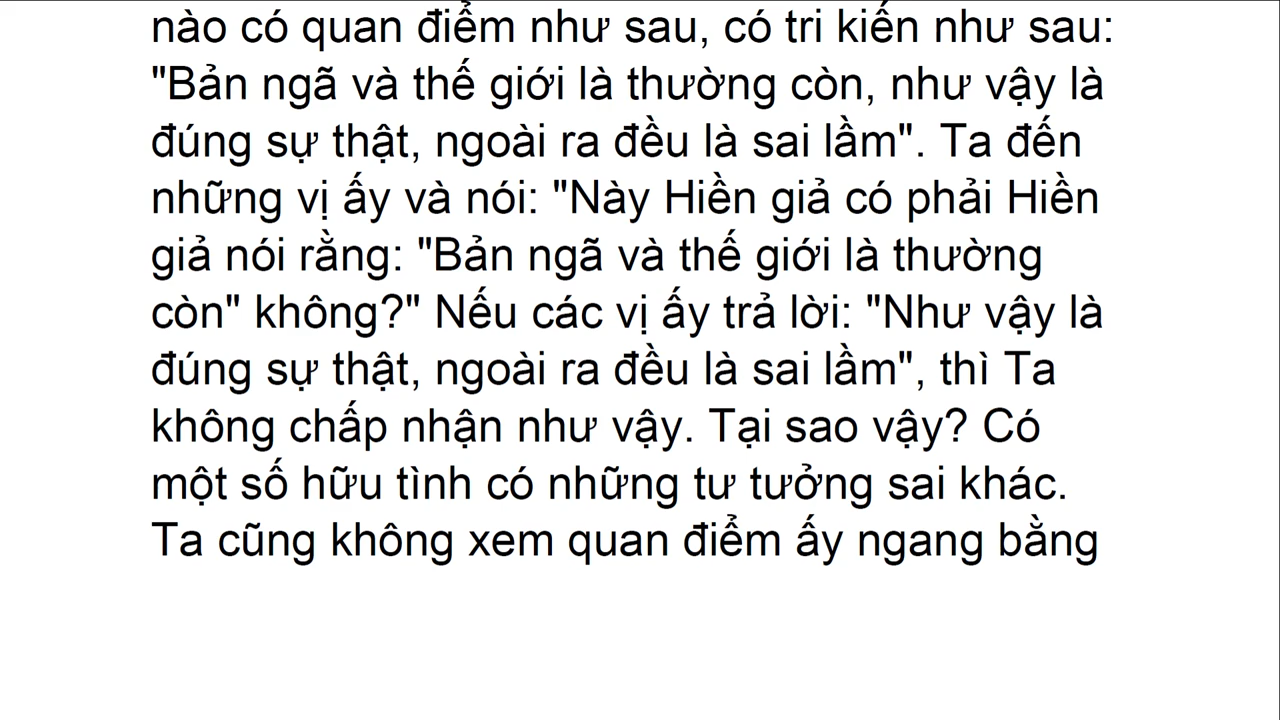 nào có quan điểm như sau, có tri kiến như sau:
"Bản ngã và thế giới là thường còn, như vậy là
đúng sự thật, ngoài ra đều là sai lầm". Ta đến
những vị ấy và nói: "Này Hiền giả có phải Hiền
giả nói rằng: "Bản ngã và thế giới là thường
còn" không?" Nếu các vị ấy trả lời: "Như vậy là
đúng sự thật, ngoài ra đều là sai lầm", thì Ta
không chấp nhận như vậy. Tại sao vậy? Có
một số hữu tình có những tư tưởng sai khác.
Ta cũng không xem quan điểm ấy ngang bằng